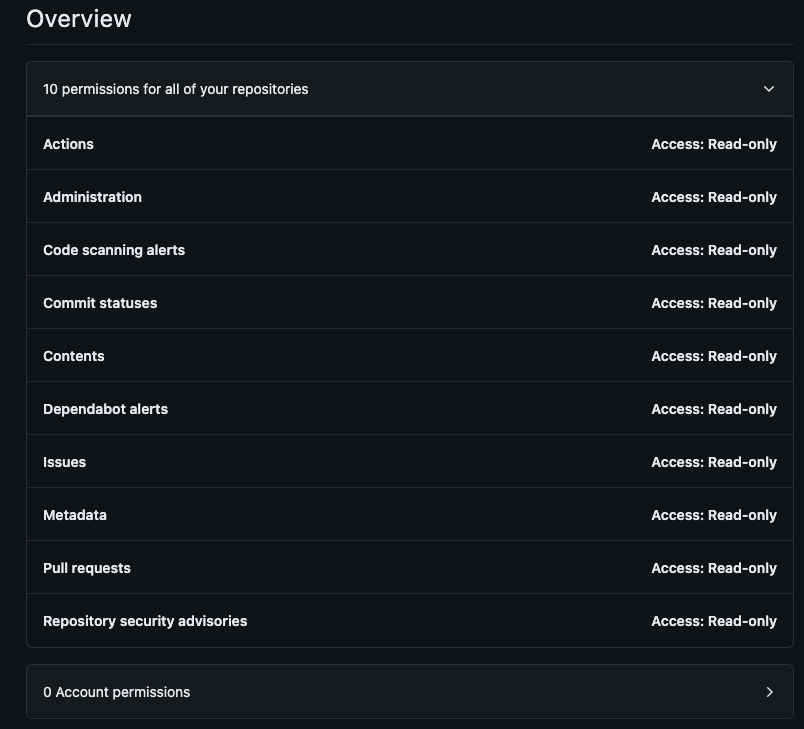 Overview
10 permissions for all of your repositories
Actions Access: Read-only
Administration Access: Read-only
Code scanning alerts Access: Read-only
Commit statuses Access: Read-only
Contents Access: Read-only
Dependabot alerts Access: Read-only
Issues Access: Read-only
Metadata Access: Read-only
Pull requests Access: Read-only
Repository security advisories Access: Read-only
0 Account permissions